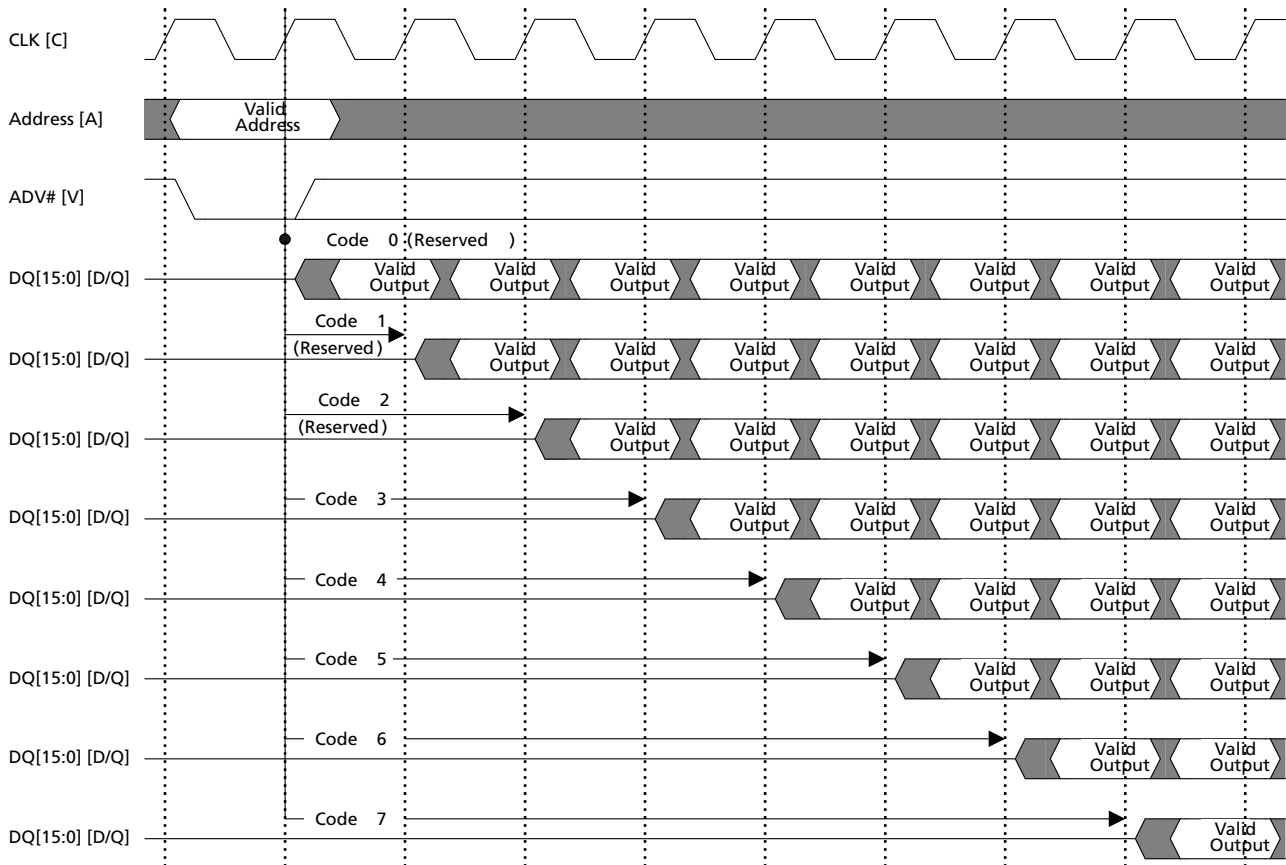 CLK [C]
Address [A]
Valid
Address
ADV# [V]
Code 0 (Reserved )
DQ[15:0] [D/Q]
Valid Valid Valid Valid Valid Valid Valid Valid
Output Output Output Output Output Output Output Output
Code 1
(Reserved)
DQ[15:0] [D/Q]
Valid Valid Valid Valid Valid Valid Valid
Output Output Output Output Output Output Output
Code 2
(Reserved)
DQ[15:0] [D/Q]
Valid Valid Valid Valid Valid Valid
Output Output Output Output Output Output
Code 3
DQ[15:0] [D/Q]
Valid Valid Valid Valid Valid
Output Output Output Output Output
Code 4
DQ[15:0] [D/Q]
Valid Valid Valid Valid
Output Output Output Output
Code 5
DQ[15:0] [D/Q]
Valid Valid Valid
Output Output Output
Code 6
DQ[15:0] [D/Q]
Valid Valid
Output Output
Code 7
DQ[15:0] [D/Q]
Valid
Output